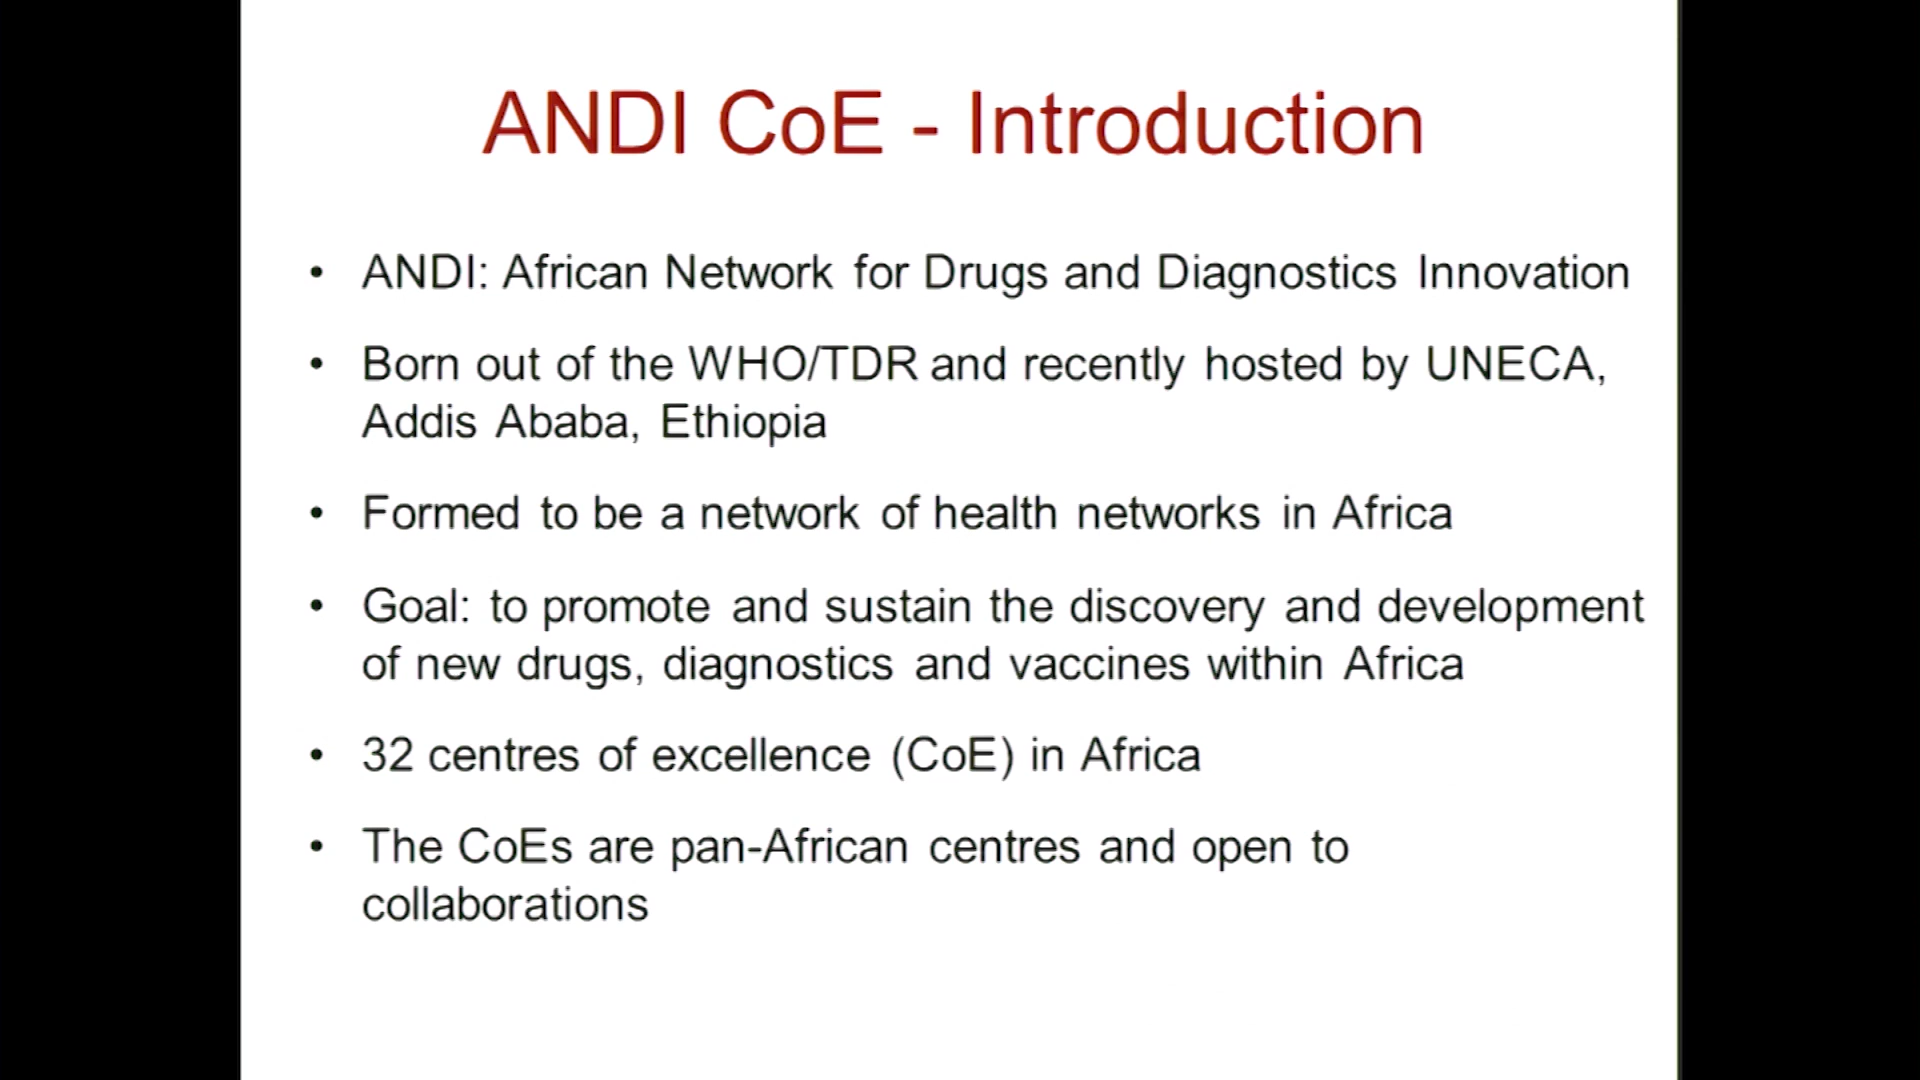 ANDI CoE - Introduction
• ANDI: African Network for Drugs and Diagnostics Innovation
• Born out of the WHO/TDR and recently hosted by UNECA,
Addis Ababa, Ethiopia
• Formed to be a network of health networks in Africa
• Goal: to promote and sustain the discovery and development
of new drugs, diagnostics and vaccines within Africa
• 32 centres of excellence (CoE) in Africa
• The CoEs are pan-African centres and open to
collaborations